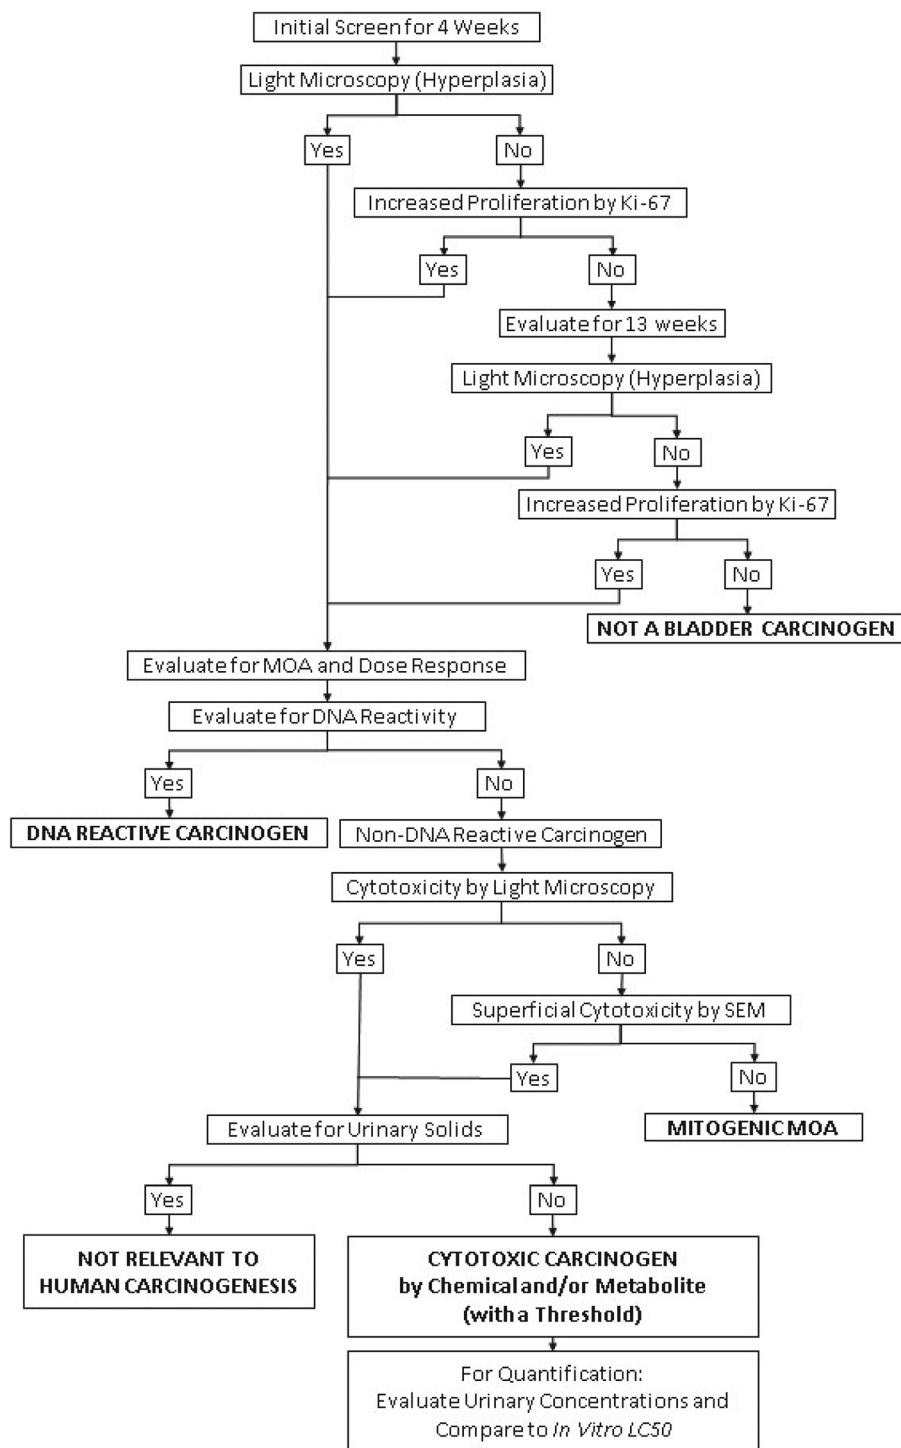 Initial Screen for 4 Weeks
Light Microscopy (Hyperplasia)
Yes
No
Increased Proliferation by Ki-67
Yes
No
Evaluate for 13 weeks
Light Microscopy (Hyperplasia)
Yes
No
Increased Proliferation by Ki-67
Yes
No
NOT A BLADDER CARCINOGEN
Evaluate for MOA and Dose Response
Evaluate for DNA Reactivity
Yes
No
DNA REACTIVE CARCINOGEN
Non-DNA Reactive Carcinogen
Cytotoxicity by Light Microscopy
Yes
No
Superficial Cytotoxicity by SEM
Yes
No
MITOGENIC MOA
Evaluate for Urinary Solids
Yes
No
NOT RELEVANT TO
HUMAN CARCINOGENESIS
CYTOTOXIC CARCINOGEN
by Chemical and/or Metabolite
(with a Threshold)
For Quantification:
Evaluate Urinary Concentrations and
Compare to In Vitro LC50